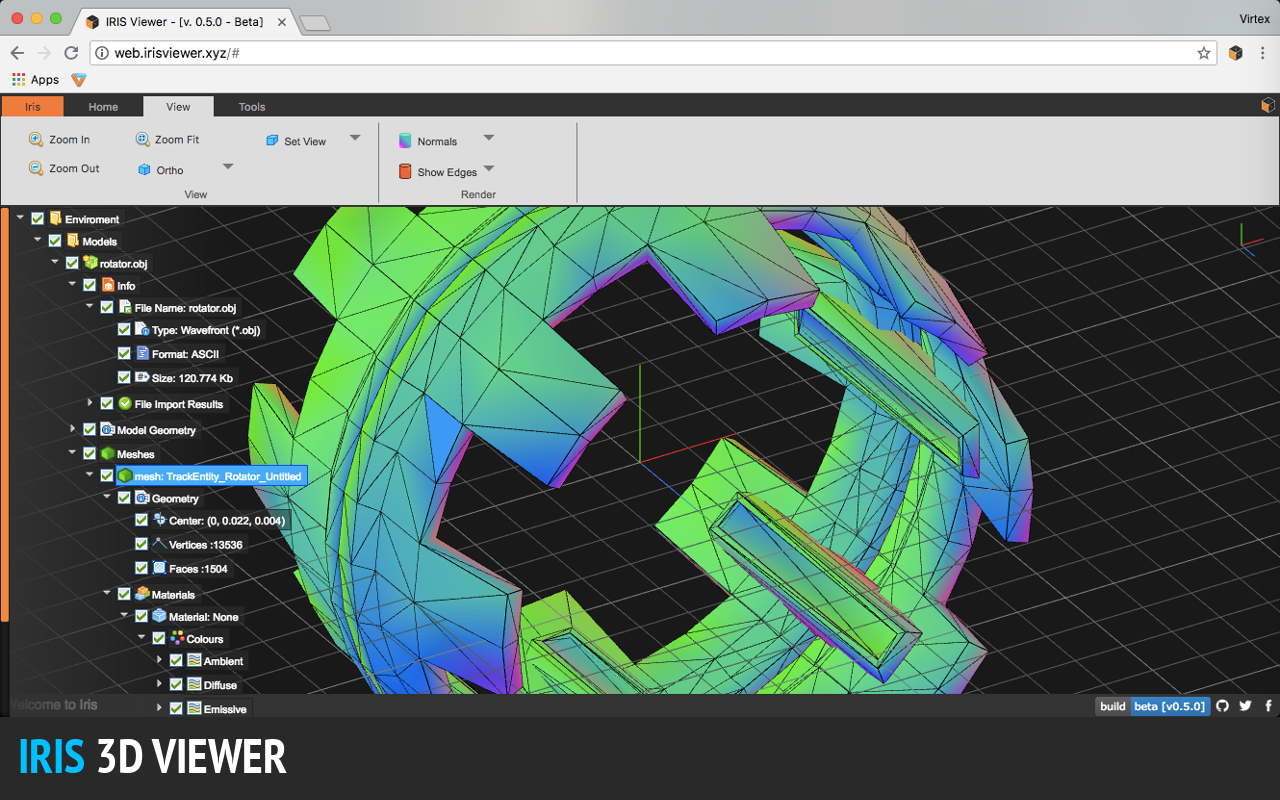 IRIS Viewer - [v. 0.5.0 - Beta]
Virtex
web.irisviewer.xyz/#
Apps
Iris Home View Tools
Zoom In Zoom Fit Set View Normals
Zoom Out Ortho Show Edges
View Render
Enviroment
Models
rotator.obj
Info
File Name: rotator.obj
Type: Wavefront (*.obj)
Format: ASCII
Size: 120.774 Kb
File Import Results
Model Geometry
Meshes
mesh: TrackEntity_Rotator_Untitled
Geometry
Center: (0, 0.022, 0.004)
Vertices :13536
Faces :1504
Materials
Material: None
Colours
Ambient
Diffuse
Emissive
elcome to Iris
build beta [v0.5.0]
IRIS 3D VIEWER